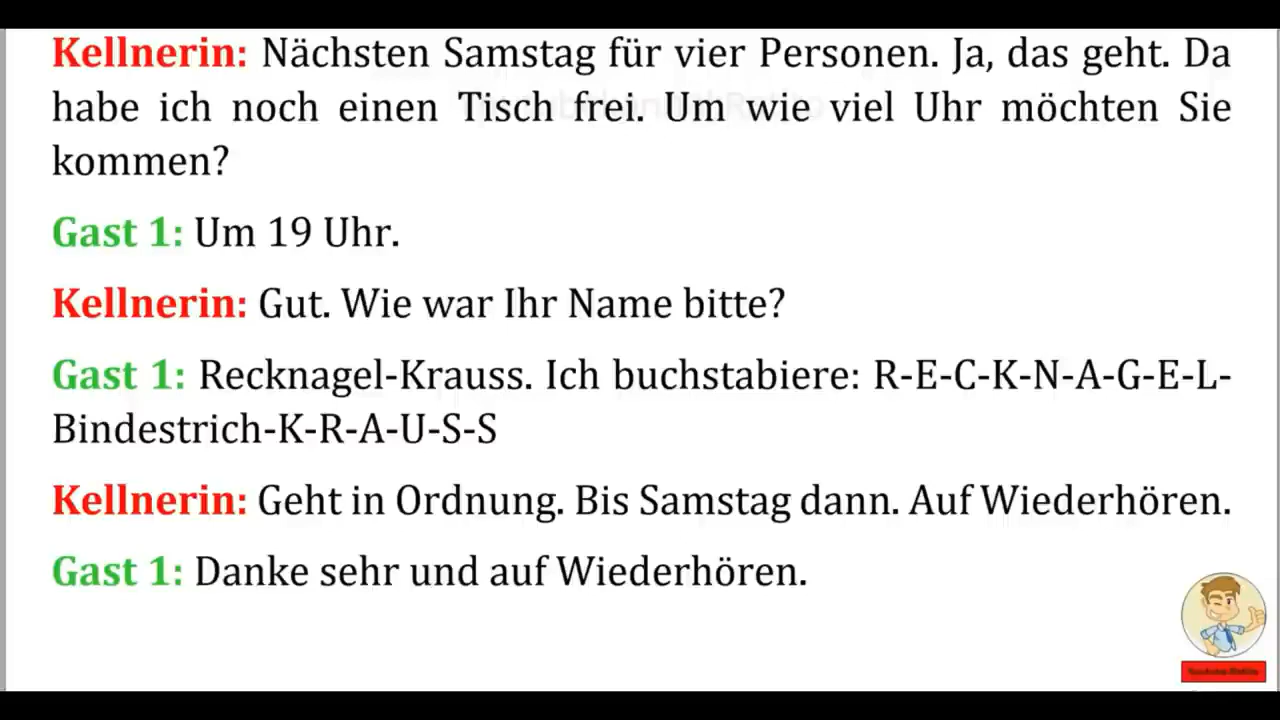 Kellnerin: Nächsten Samstag für vier Personen. Ja, das geht. Da
habe ich noch einen Tisch frei. Um wie viel Uhr möchten Sie
kommen?
Gast 1: Um 19 Uhr.
Kellnerin: Gut. Wie war Ihr Name bitte?
Gast 1: Recknagel-Krauss. Ich buchstabiere: R-E-C-K-N-A-G-E-L-
Bindestrich-K-R-A-U-S-S
Kellnerin: Geht in Ordnung. Bis Samstag dann. Auf Wiederhören.
Gast 1: Danke sehr und auf Wiederhören.